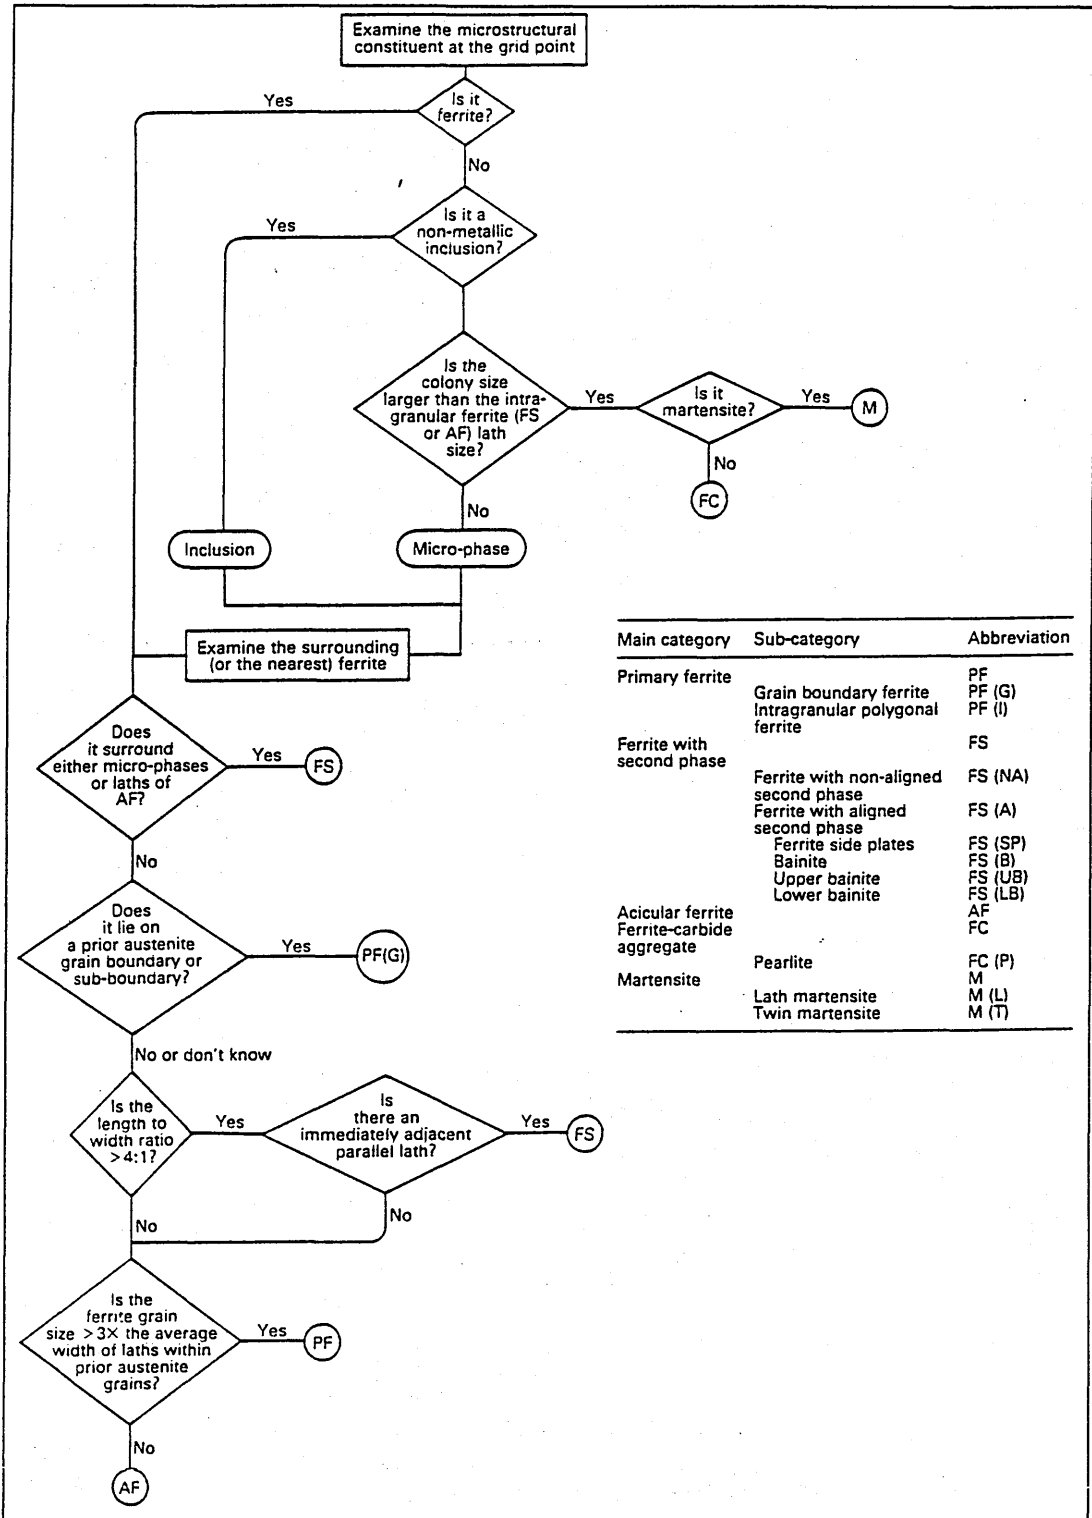 Examine the microstructural
constituent at the grid point
Yes
Is it
ferrite?
No
Yes
Is it a
non-metallic
inclusion?
Is the
colony size
larger than the intra-
granular ferrite (FS
or AF) lath
size?
Yes
Is it
martensite?
Yes
M
No
FC
No
Inclusion
Micro-phase
Examine the surrounding
(or the nearest) ferrite
Does
it surround
either micro-phases
or laths of
AF?
Yes
FS
No
Does
it lie on
a prior austenite
grain boundary or
sub-boundary?
Yes
PF(G)
No or don't know
Is the
length to
width ratio
>4:1?
Yes
Is
there an
immediately adjacent
parallel lath?
Yes
FS
No
No
Is the
ferrite grain
size >3× the average
width of laths within
prior austenite
grains?
Yes
PF
No
AF
Main category Sub-category Abbreviation
Primary ferrite PF
Grain boundary ferrite PF (G)
Intragranular polygonal PF (I)
ferrite
Ferrite with FS
second phase
Ferrite with non-aligned FS (NA)
second phase
Ferrite with aligned FS (A)
second phase
Ferrite side plates FS (SP)
Bainite FS (B)
Upper bainite FS (UB)
Lower bainite FS (LB)
Acicular ferrite AF
Ferrite-carbide FC
aggregate
Pearlite FC (P)
Martensite M
Lath martensite M (L)
Twin martensite M (T)